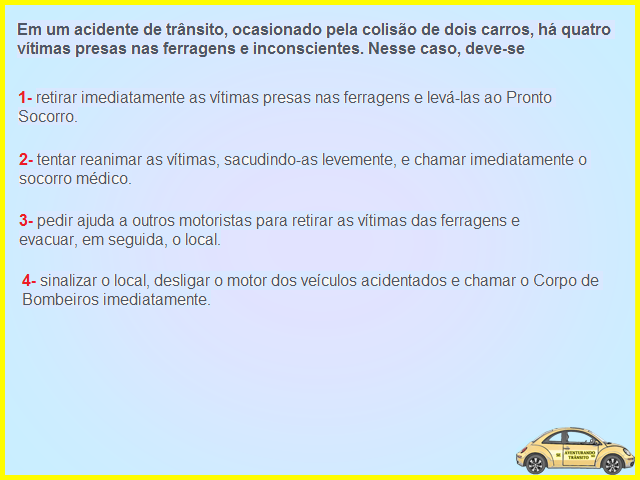 Em um acidente de trânsito, ocasionado pela colisão de dois carros, há quatro
vítimas presas nas ferragens e inconscientes. Nesse caso, deve-se
1- retirar imediatamente as vítimas presas nas ferragens e levá-las ao Pronto
Socorro.
2- tentar reanimar as vítimas, sacudindo-as levemente, e chamar imediatamente o
socorro médico.
3- pedir ajuda a outros motoristas para retirar as vítimas das ferragens e
evacuar, em seguida, o local.
4- sinalizar o local, desligar o motor dos veículos acidentados e chamar o Corpo de
Bombeiros imediatamente.
AVENTURANDO
TRÂNSITO